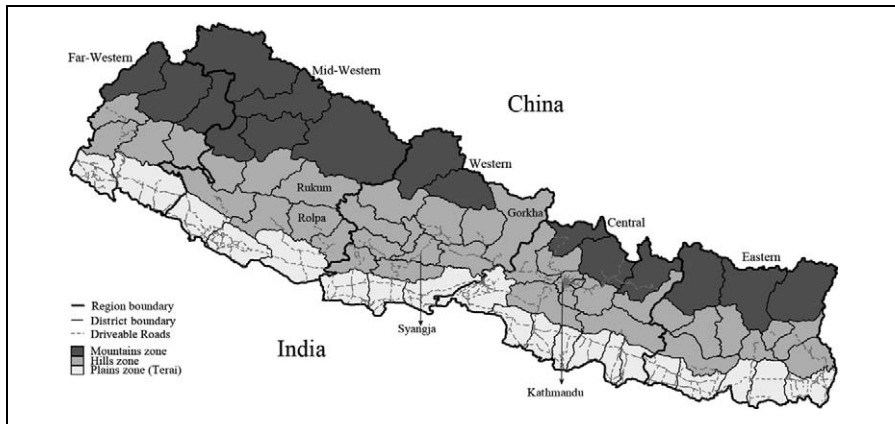 Far-Western
Mid-Western
China
Western
Rukum
Rolpa
Gorkha
Central
Eastern
Region boundary
District boundary
Driveable Roads
Mountains zone
Hills zone
Plains zone (Terai)
Syangja
India
Kathmandu